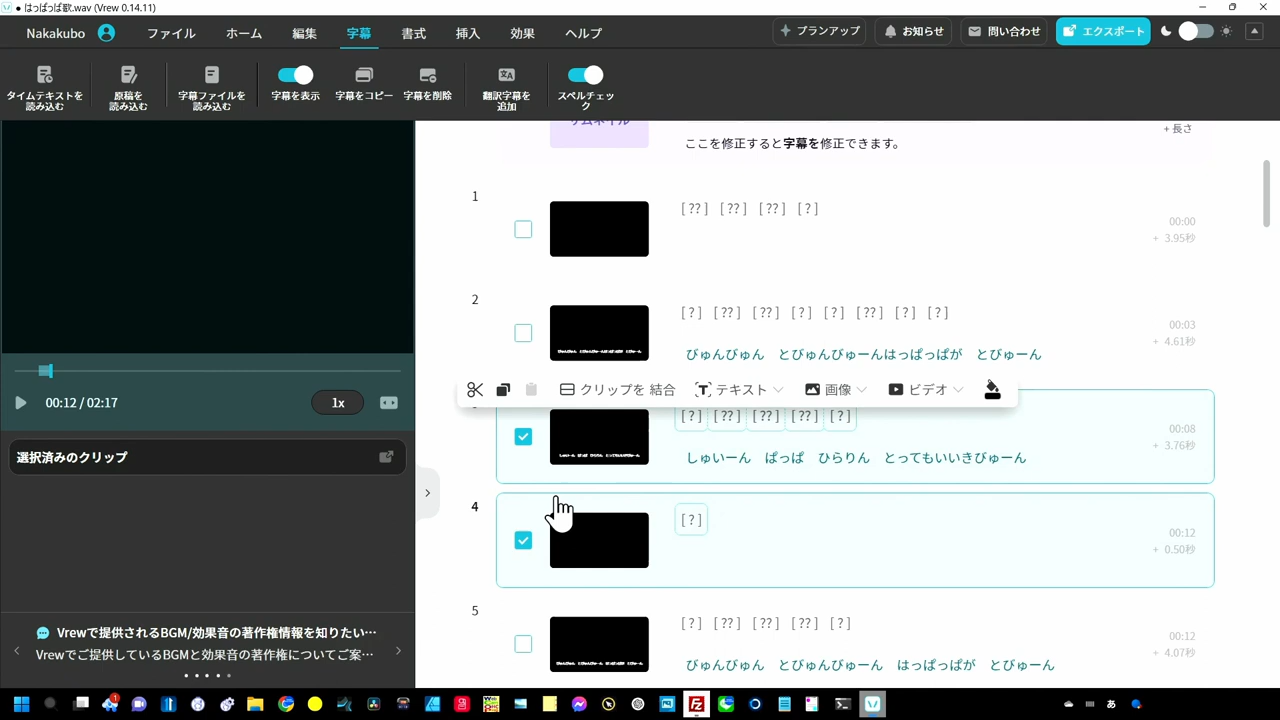 ● はっぱっぱ歌.wav (Vrew 0.14.11)
Nakakubo ファイル ホーム 編集 字幕 書式 挿入 効果 ヘルプ プランアップ お知らせ 問い合わせ エクスポート
タイムテキストを読み込む 原稿を読み込む 字幕ファイルを読み込む 字幕を表示 字幕をコピー 字幕を削除 翻訳字幕を追加 スペルチェック
サムネイル
+ 長さ
ここを修正すると字幕を修正できます。
1
[ ?? ] [ ?? ] [ ?? ] [ ? ]
00:00
+ 3.95秒
2
[ ? ] [ ?? ] [ ?? ] [ ? ] [ ? ] [ ?? ] [ ? ] [ ? ]
00:03
+ 4.61秒
びゅんびゅん とびゅんびゅーんはっぱっぱが とびゅーん
クリップを 結合 テキスト 画像 ビデオ
[ ? ] [ ?? ] [ ?? ] [ ?? ] [ ? ]
00:08
+ 3.76秒
しゅいーん ぱっぱ ひらりん とってもいいきびゅーん
00:12 / 02:17
1x
選択済みのクリップ
4
[ ? ]
00:12
+ 0.50秒
5
[ ? ] [ ?? ] [ ?? ] [ ?? ] [ ? ]
00:12
+ 4.07秒
びゅんびゅん とびゅんびゅーん はっぱっぱが とびゅーん
Vrewで提供されるBGM/効果音の著作権情報を知りたい…
Vrewでご提供しているBGMと効果音の著作権についてご案…